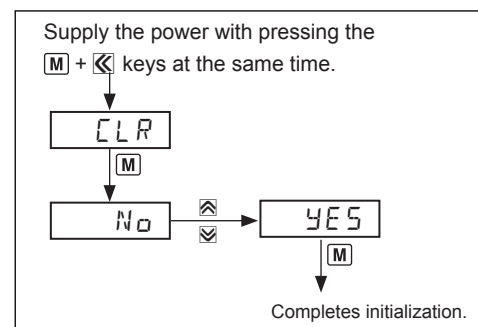 Supply the power with pressing the
M + « keys at the same time.
CLR
M
No
YES
M
Completes initialization.